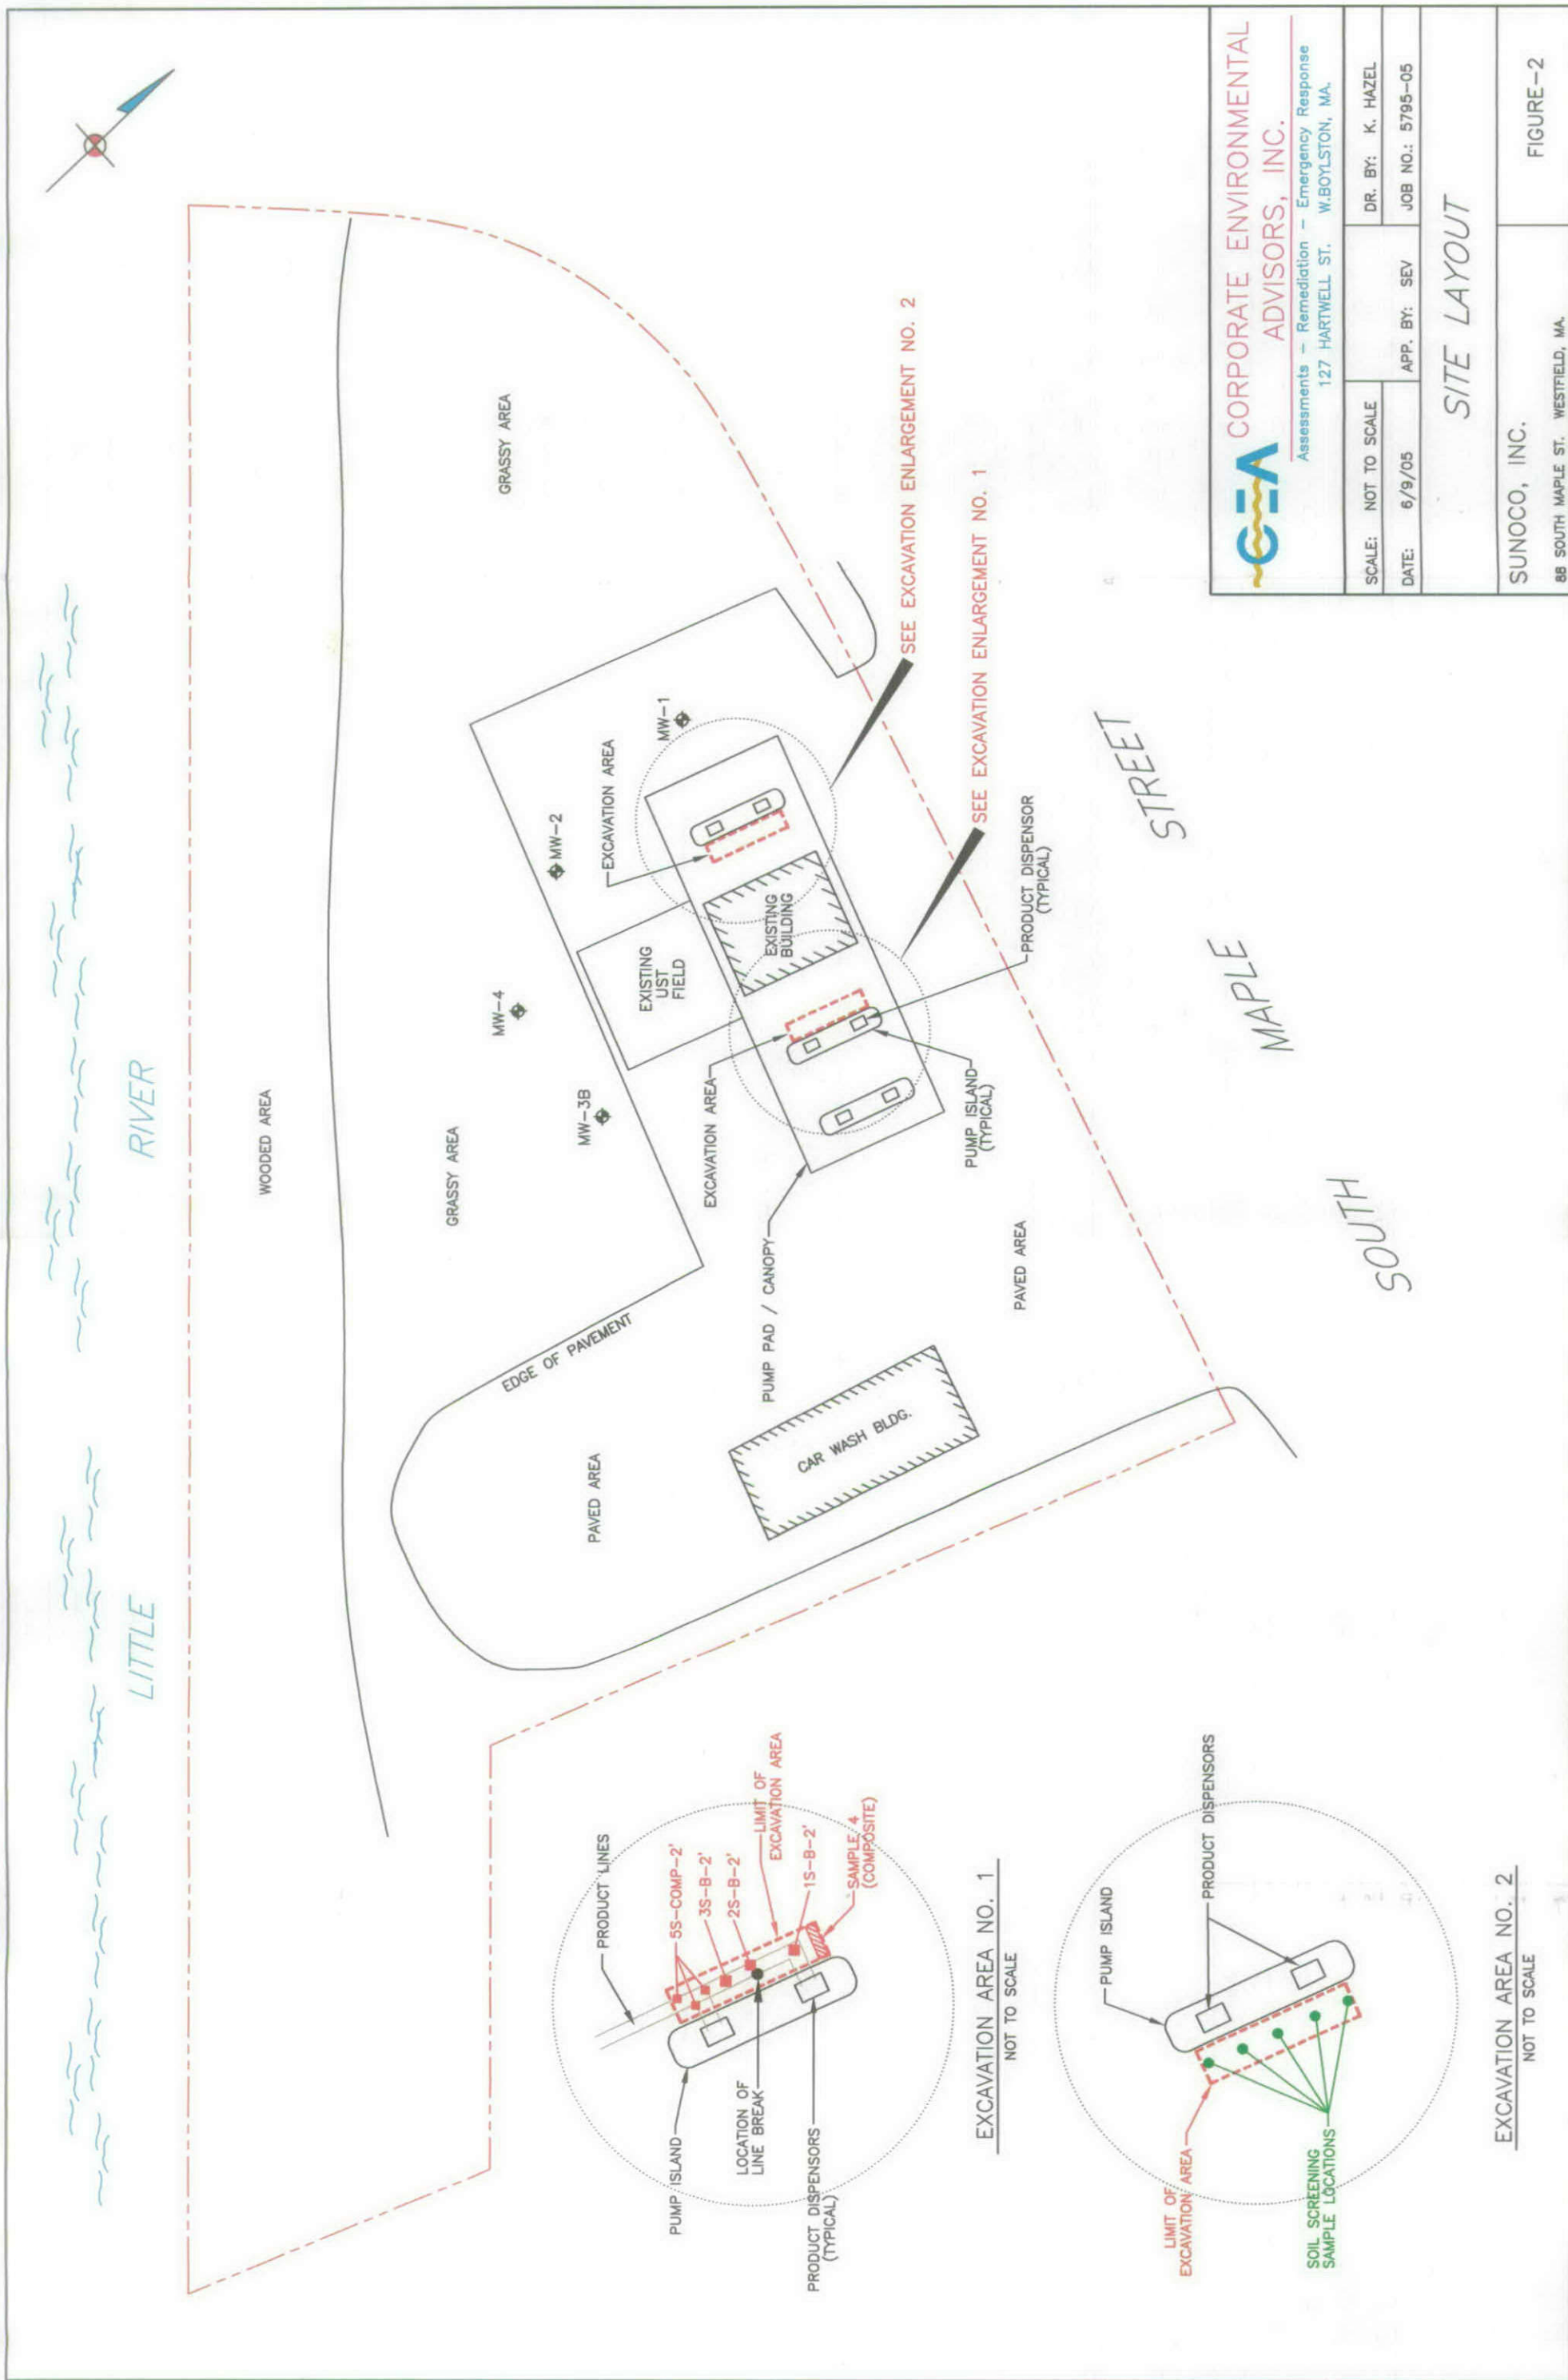 LITTLE RIVER
WOODED AREA
GRASSY AREA
GRASSY AREA
MW-4
MW-2
MW-3B
MW-1
EXCAVATION AREA
EXISTING
UST
FIELD
EXISTING
BUILDING
EXCAVATION AREA
EDGE OF PAVEMENT
PAVED AREA
PUMP PAD / CANOPY
CAR WASH BLDG.
PUMP ISLAND
(TYPICAL)
PRODUCT DISPENSOR
(TYPICAL)
PAVED AREA
SEE EXCAVATION ENLARGEMENT NO. 2
SEE EXCAVATION ENLARGEMENT NO. 1
SOUTH MAPLE STREET
PRODUCT LINES
5S-COMP-2'
3S-B-2'
2S-B-2'
LIMIT OF
EXCAVATION AREA
1S-B-2'
SAMPLE 4
(COMPOSITE)
PUMP ISLAND
LOCATION OF
LINE BREAK
PRODUCT DISPENSORS
(TYPICAL)
EXCAVATION AREA NO. 1
NOT TO SCALE
PUMP ISLAND
PRODUCT DISPENSORS
LIMIT OF
EXCAVATION AREA
SOIL SCREENING
SAMPLE LOCATIONS
EXCAVATION AREA NO. 2
NOT TO SCALE
CEA
CORPORATE ENVIRONMENTAL
ADVISORS, INC.
Assessments - Remediation - Emergency Response
127 HARTWELL ST. W.BOYLSTON, MA.
SCALE: NOT TO SCALE
DR. BY: K. HAZEL
DATE: 6/9/05
APP. BY: SEV
JOB NO.: 5795-05
SITE LAYOUT
SUNOCO, INC.
88 SOUTH MAPLE ST. WESTFIELD, MA.
FIGURE-2